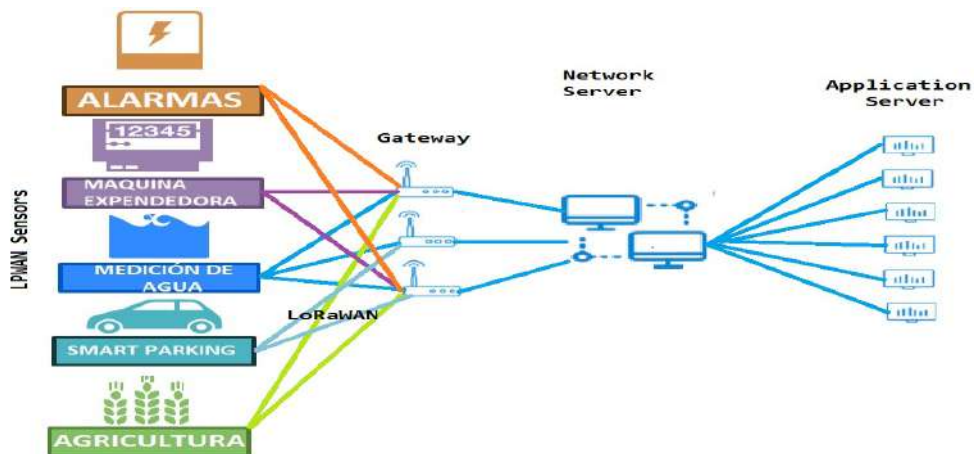 LPWAN Sensors
ALARMAS
12345
MAQUINA
EXPENDEDORA
MEDICIÓN DE
AGUA
SMART PARKING
AGRICULTURA
Gateway
LoRaWAN
Network
Server
Application
Server